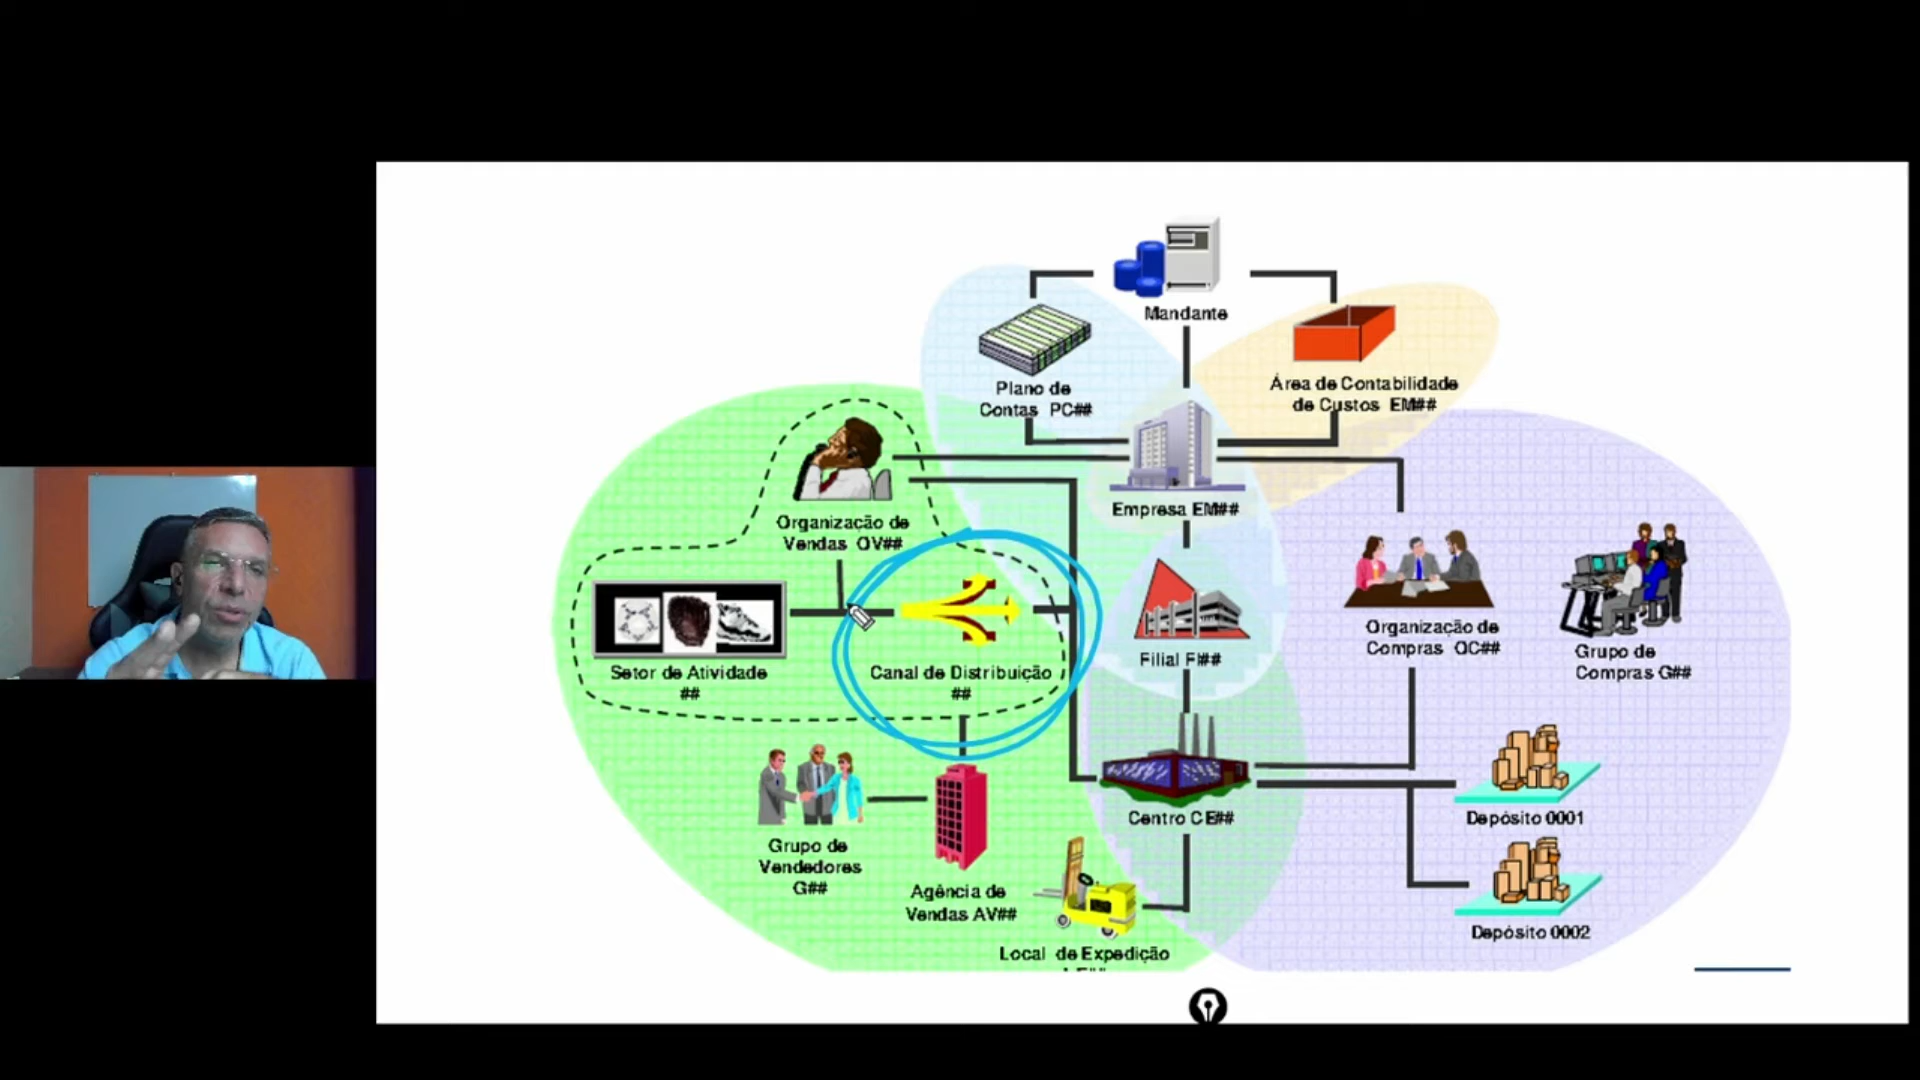 Mandante
Plano de
Contas PC##
Área de Contabilidade
de Custos EM##
Empresa EM##
Organização de
Vendas OV##
Setor de Atividade
##
Canal de Distribuição
##
Filial FI##
Organização de
Compras OC##
Grupo de
Compras G##
Centro CE##
Grupo de
Vendedores
G##
Agência de
Vendas AV##
Local de Expedição
Depósito 0001
Depósito 0002